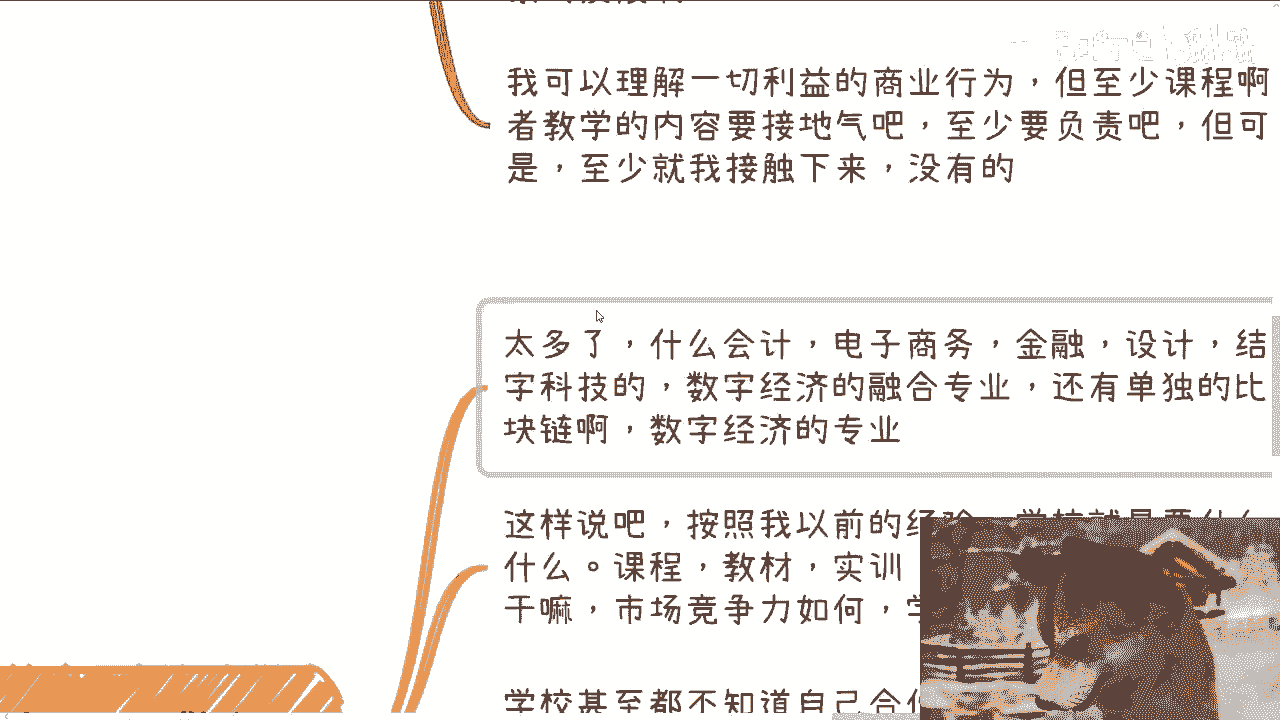 我可以理解一切利益的商业行为，但至少课程啊
者教学的内容要接地气吧，至少要负责吧，但可
是，至少就我接触下来，没有的
太多了，什么会计，电子商务，金融，设计，结
字科技的，数字经济的融合专业，还有单独的比
块链啊，数字经济的专业
这样说吧，按照我以前的经验，学校就是要什么
什么。课程，教材，实训
干嘛，市场竞争力如何，学
学校甚至都不知道自己合作